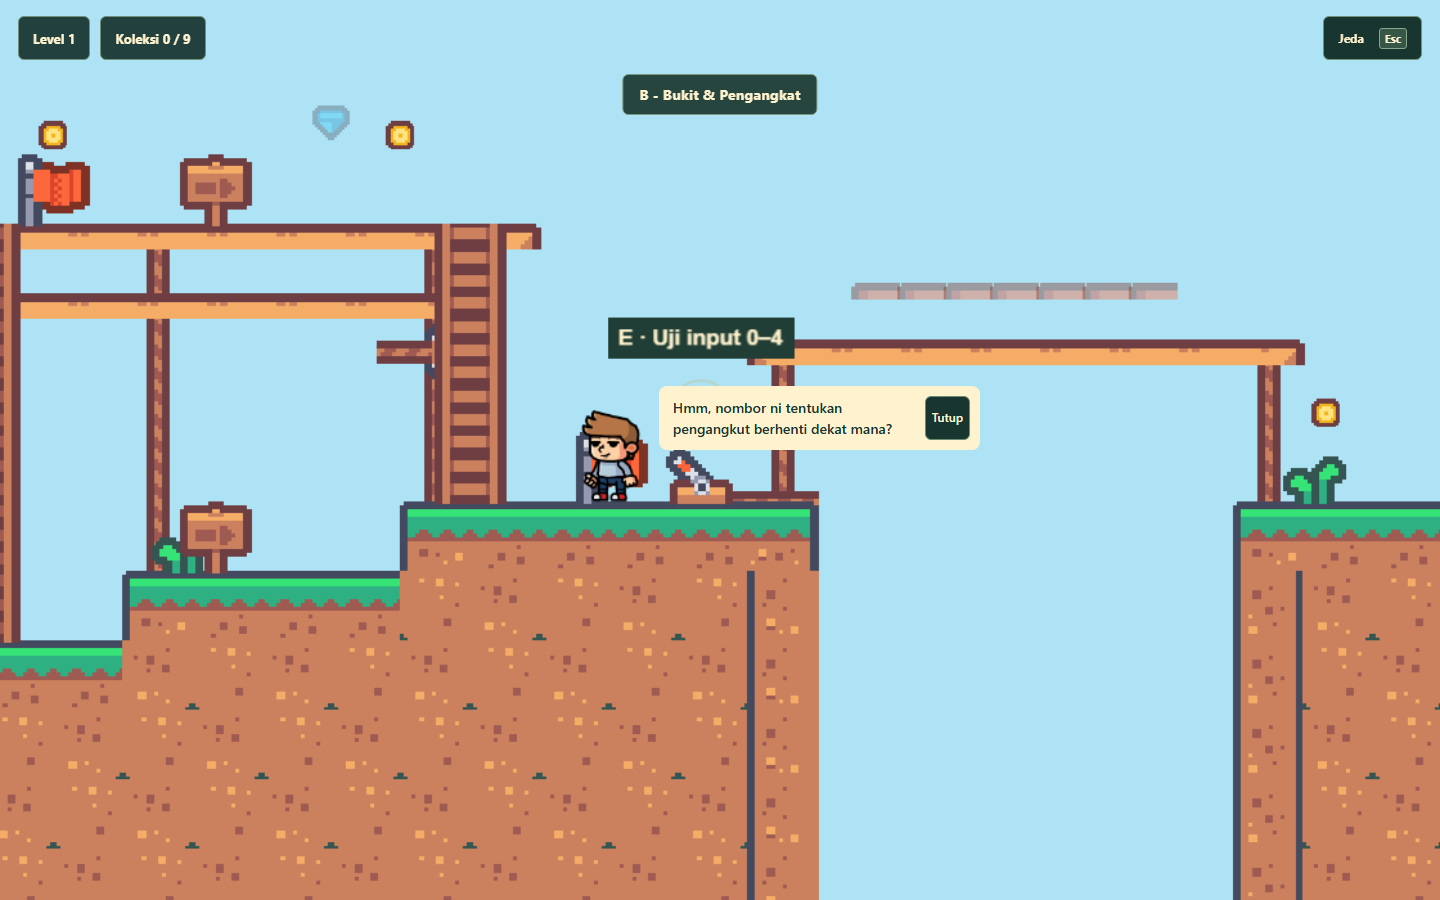 Level 1
Koleksi 0 / 9
Jeda Esc
B - Bukit & Pengangkat
E · Uji input 0–4
Hmm, nombor ni tentukan
pengangkut berhenti dekat mana?
Tutup